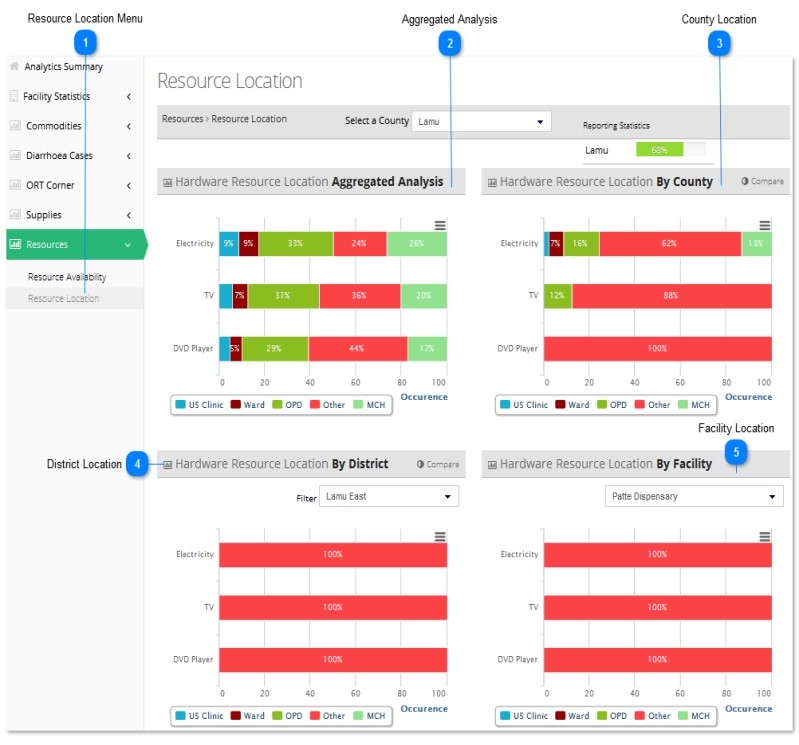 Resource Location Menu
Aggregated Analysis
County Location
1
2
3
Analytics Summary
Facility Statistics
Commodities
Diarrhoea Cases
ORT Corner
Supplies
Resources
Resource Availability
Resource Location
Resource Location
Resources > Resource Location
Select a County Lamu
Reporting Statistics
Lamu 68%
Hardware Resource Location Aggregated Analysis
Electricity 9% 9% 33% 24% 26%
TV 7% 31% 36% 20%
DVD Player 5% 29% 44% 17%
0 20 40 60 80 100
Occurence
US Clinic Ward OPD Other MCH
Hardware Resource Location By County Compare
Electricity 7% 16% 62% 13%
TV 12% 88%
DVD Player 100%
0 20 40 60 80 100
Occurence
US Clinic Ward OPD Other MCH
Facility Location
District Location 4
5
Hardware Resource Location By District Compare
Filter Lamu East
Electricity 100%
TV 100%
DVD Player 100%
0 20 40 60 80 100
Occurence
US Clinic Ward OPD Other MCH
Hardware Resource Location By Facility
Patte Dispensary
Electricity 100%
TV 100%
DVD Player 100%
0 20 40 60 80 100
Occurence
US Clinic Ward OPD Other MCH